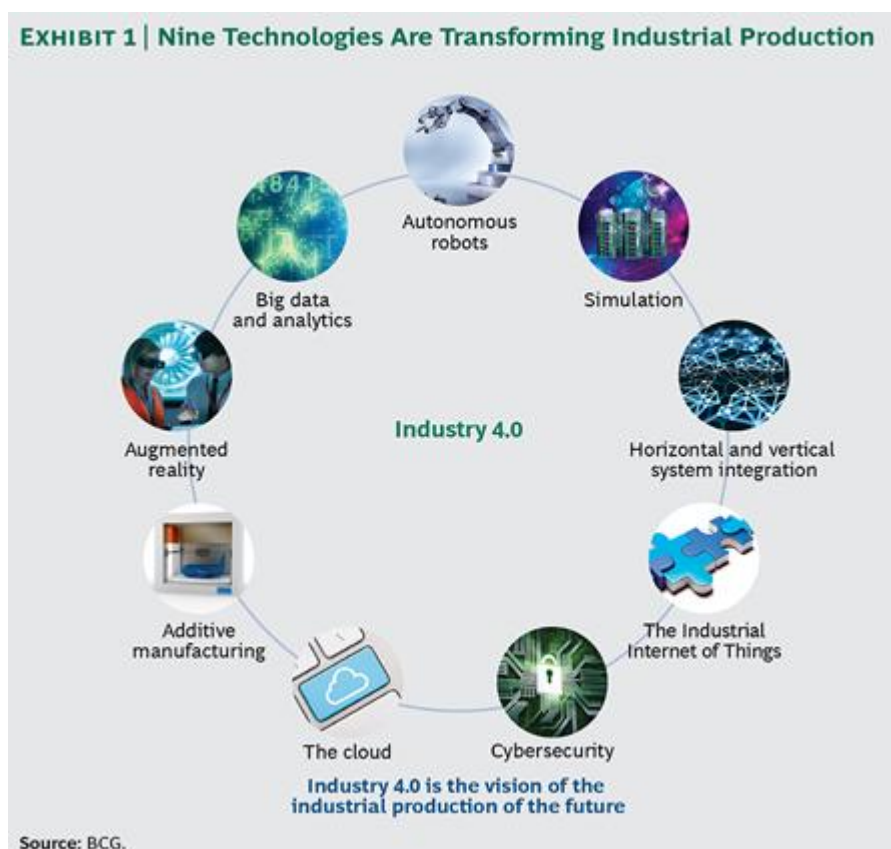 EXHIBIT 1 | Nine Technologies Are Transforming Industrial Production
Autonomous
robots
Simulation
Horizontal and vertical
system integration
The Industrial
Internet of Things
Cybersecurity
The cloud
Additive
manufacturing
Augmented
reality
Big data
and analytics
Industry 4.0
Industry 4.0 is the vision of the
industrial production of the future
Source: BCG.